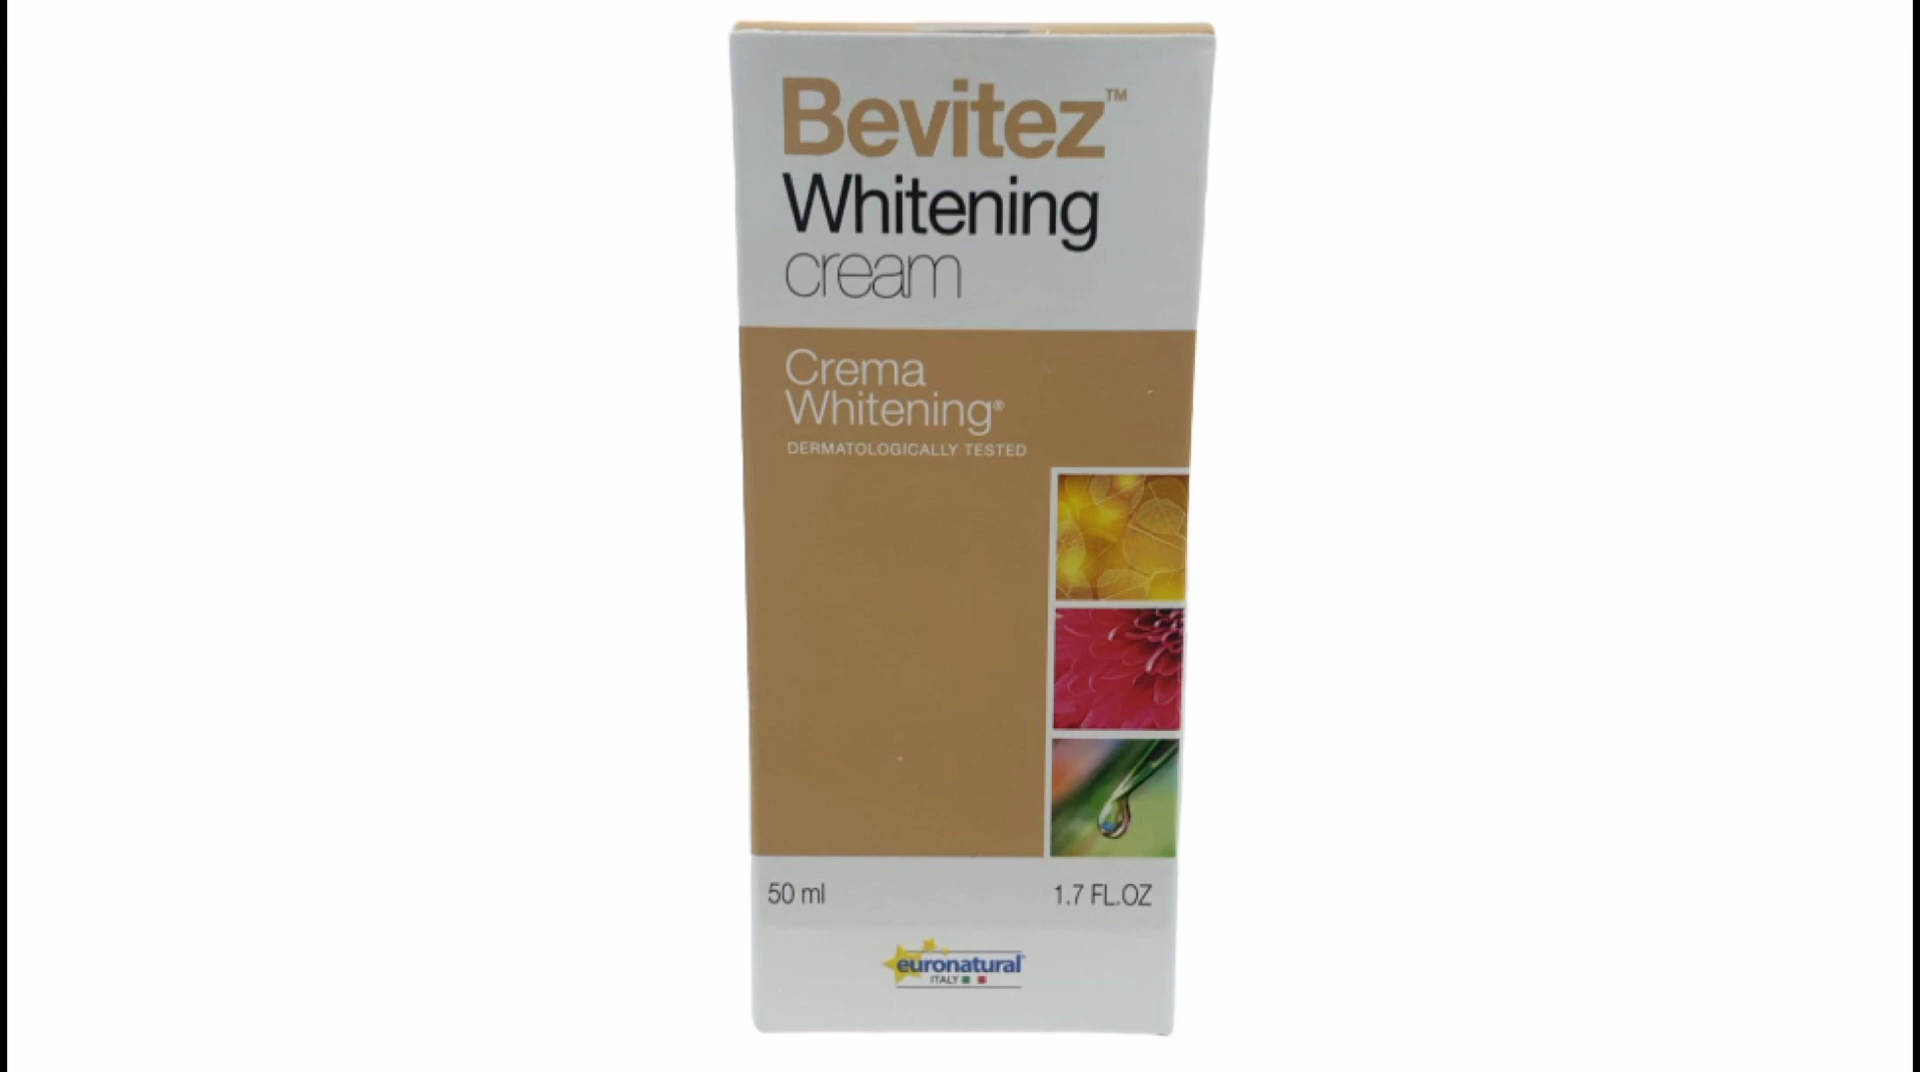 Bevitez™
Whitening
cream
Crema
Whitening®
DERMATOLOGICALLY TESTED
50 ml 1.7 FL.OZ
euronatural
ITALY